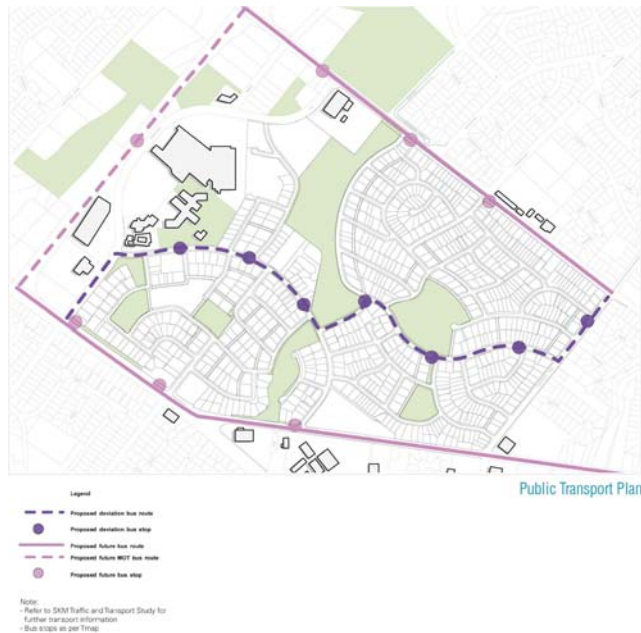 Public Transport Plan
Legend
Proposed deviation bus route
Proposed deviation bus stop
Proposed future bus route
Proposed future MOT bus route
Proposed future bus stop
Note:
- Refer to SKM Traffic and Transport Study for
further transport information
- Bus stops as per Tmap